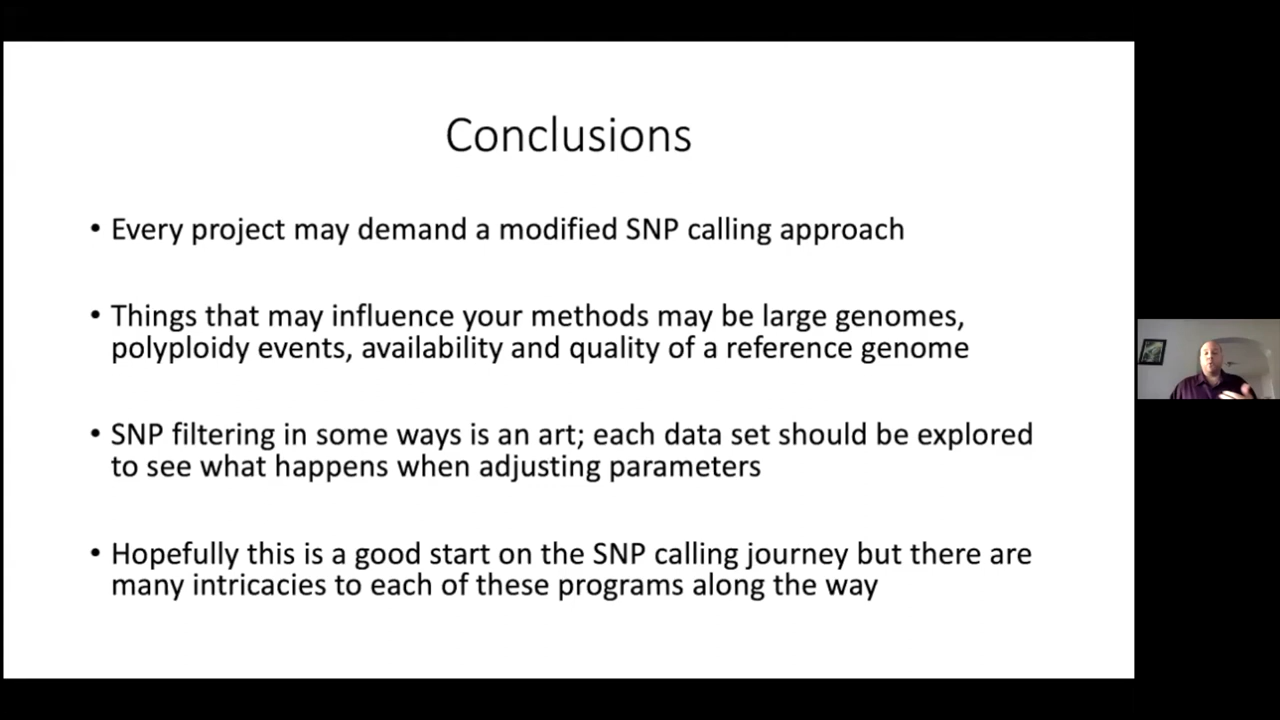 Conclusions
• Every project may demand a modified SNP calling approach
• Things that may influence your methods may be large genomes,
polyploidy events, availability and quality of a reference genome
• SNP filtering in some ways is an art; each data set should be explored
to see what happens when adjusting parameters
• Hopefully this is a good start on the SNP calling journey but there are
many intricacies to each of these programs along the way